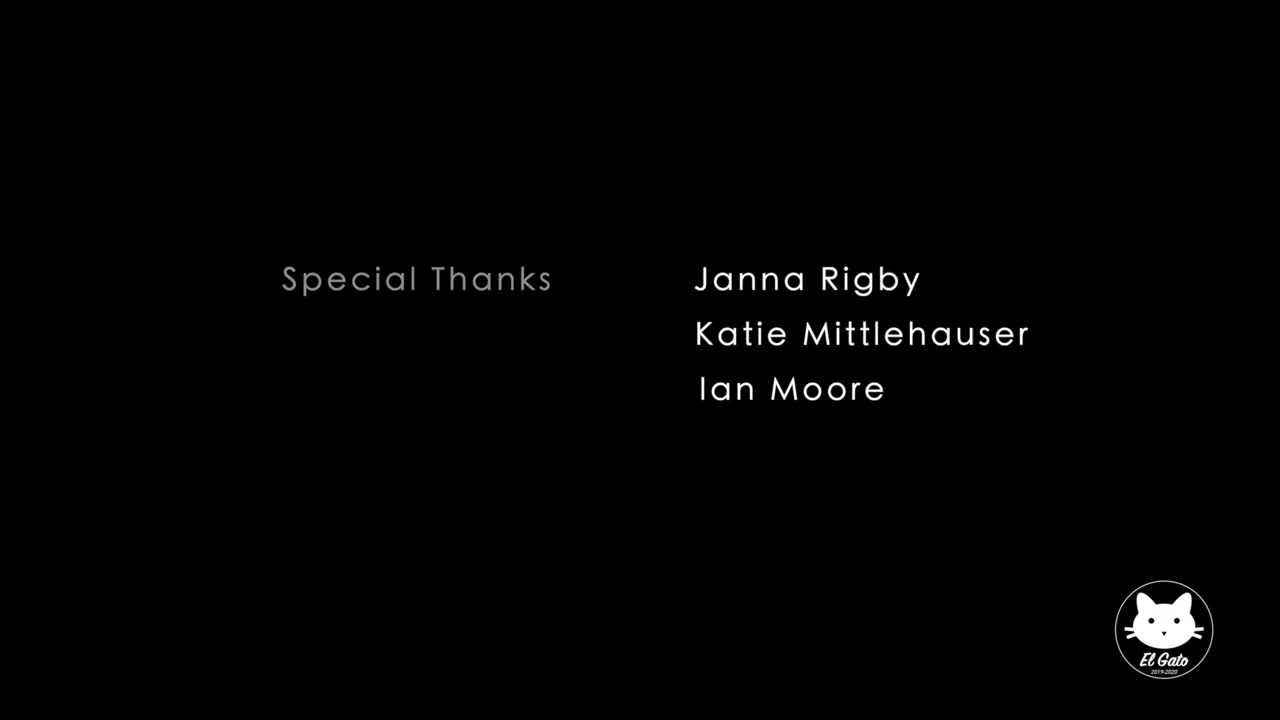 Special Thanks Janna Rigby
Katie Mittlehauser
Ian Moore
El Gato
2019-2020